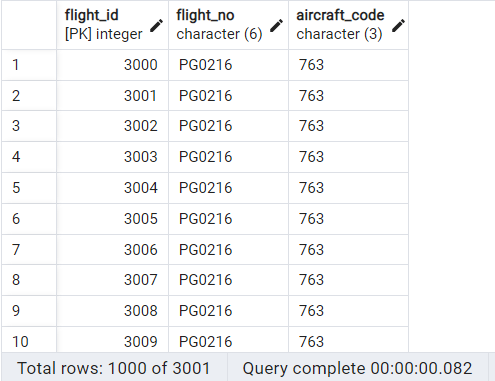 flight_id flight_no aircraft_code
[PK] integer character (6) character (3)
1 3000 PG0216 763
2 3001 PG0216 763
3 3002 PG0216 763
4 3003 PG0216 763
5 3004 PG0216 763
6 3005 PG0216 763
7 3006 PG0216 763
8 3007 PG0216 763
9 3008 PG0216 763
10 3009 PG0216 763
Total rows: 1000 of 3001 Query complete 00:00:00.082